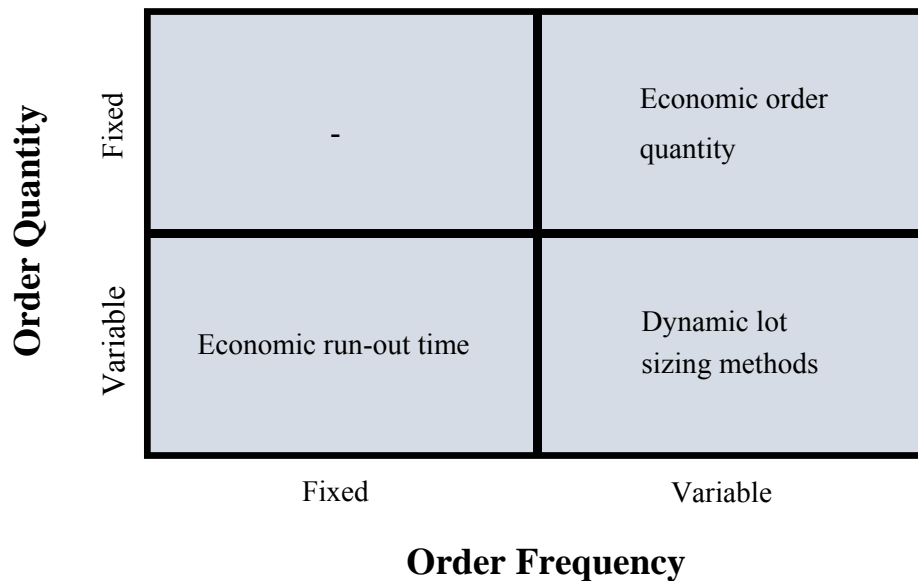 Order Quantity
Fixed
Variable
-
Economic order
quantity
Economic run-out time
Dynamic lot
sizing methods
Fixed
Variable
Order Frequency